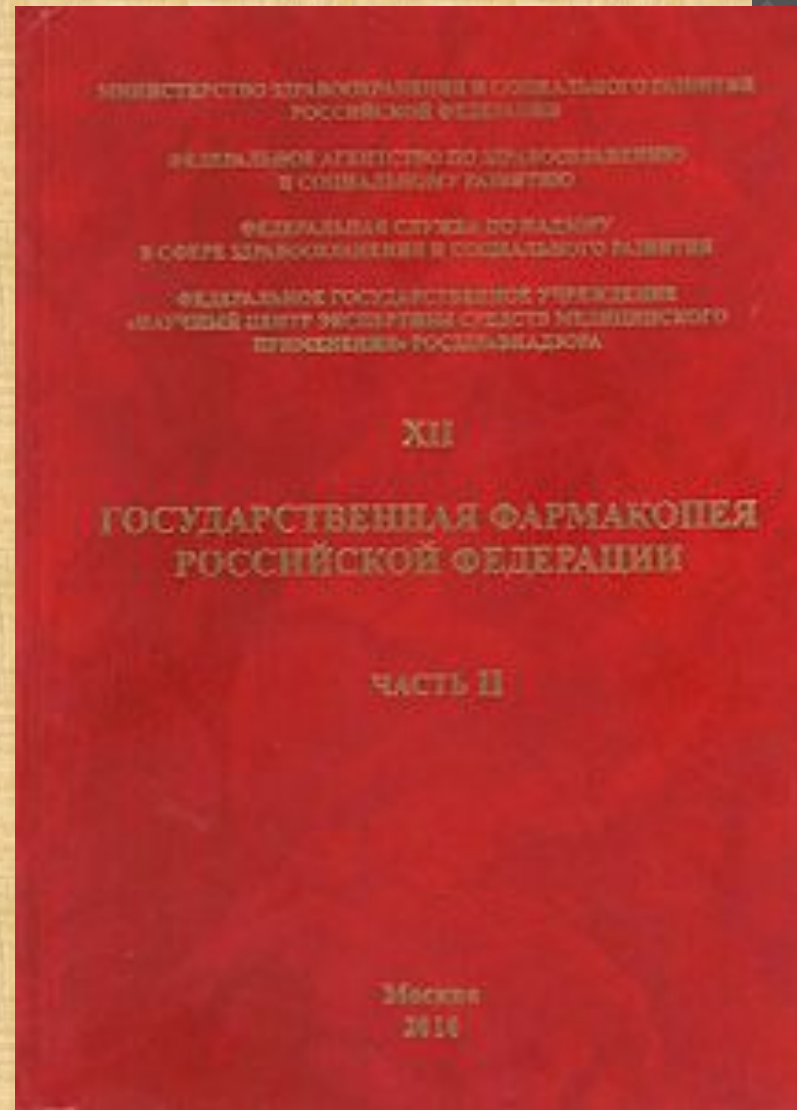 МИНИСТЕРСТВО ЗДРАВООХРАНЕНИЯ И СОЦИАЛЬНОГО РАЗВИТИЯ
РОССИЙСКОЙ ФЕДЕРАЦИИ
ФЕДЕРАЛЬНОЕ АГЕНТСТВО ПО ЗДРАВООХРАНЕНИЮ
И СОЦИАЛЬНОМУ РАЗВИТИЮ
ФЕДЕРАЛЬНАЯ СЛУЖБА ПО НАДЗОРУ
В СФЕРЕ ЗДРАВООХРАНЕНИЯ И СОЦИАЛЬНОГО РАЗВИТИЯ
ФЕДЕРАЛЬНОЕ ГОСУДАРСТВЕННОЕ УЧРЕЖДЕНИЕ
«НАУЧНЫЙ ЦЕНТР ЭКСПЕРТИЗЫ СРЕДСТВ МЕДИЦИНСКОГО
ПРИМЕНЕНИЯ» РОСЗДРАВНАДЗОРА
XII
ГОСУДАРСТВЕННАЯ ФАРМАКОПЕЯ
РОССИЙСКОЙ ФЕДЕРАЦИИ
ЧАСТЬ II
Москва
2010